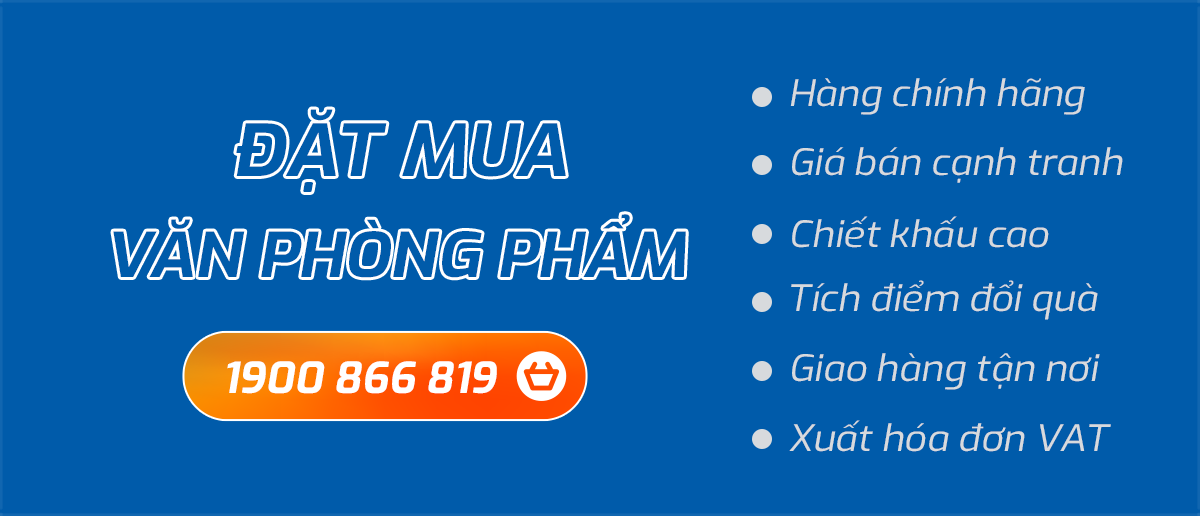 ĐẶT MUA
VĂN PHÒNG PHẨM
1900 866 819
Hàng chính hãng
Giá bán cạnh tranh
Chiết khấu cao
Tích điểm đổi quà
Giao hàng tận nơi
Xuất hóa đơn VAT